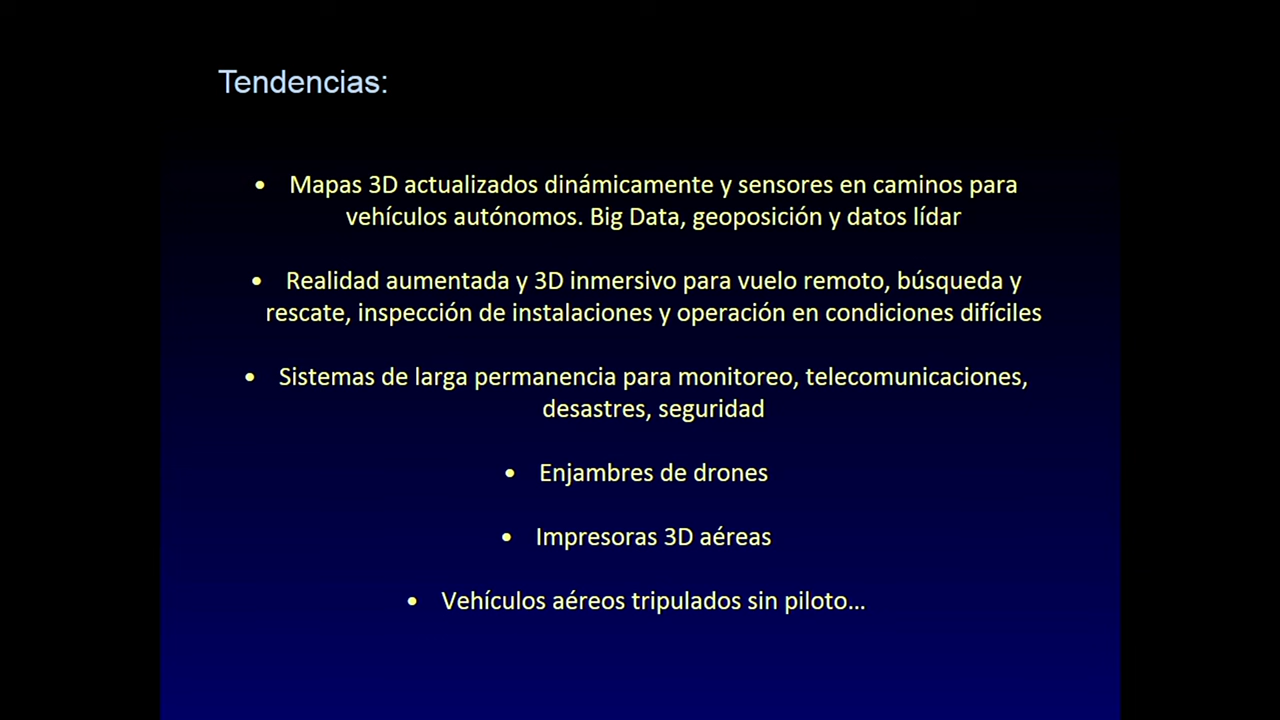 Tendencias:
• Mapas 3D actualizados dinámicamente y sensores en caminos para
vehículos autónomos. Big Data, geoposición y datos lídar
• Realidad aumentada y 3D inmersivo para vuelo remoto, búsqueda y
rescate, inspección de instalaciones y operación en condiciones difíciles
• Sistemas de larga permanencia para monitoreo, telecomunicaciones,
desastres, seguridad
• Enjambres de drones
• Impresoras 3D aéreas
• Vehículos aéreos tripulados sin piloto...